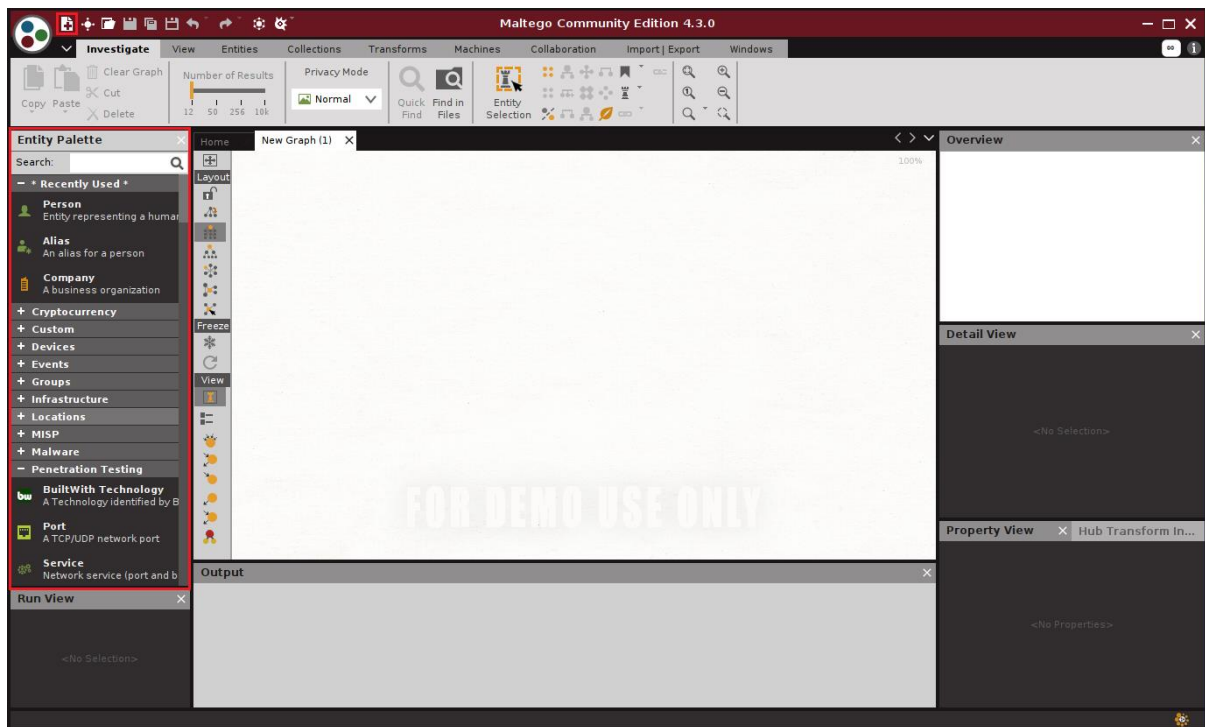 Maltego Community Edition 4.3.0
Investigate View Entities Collections Transforms Machines Collaboration Import | Export Windows
Copy Paste
Clear Graph
Cut
Delete
Number of Results
12 50 256 10k
Privacy Mode
Normal
Quick Find
Find in Files
Entity Selection
Entity Palette
Search:
- * Recently Used *
Person
Entity representing a human
Alias
An alias for a person
Company
A business organization
+ Cryptocurrency
+ Custom
+ Devices
+ Events
+ Groups
+ Infrastructure
+ Locations
+ MISP
+ Malware
- Penetration Testing
bw
BuiltWith Technology
A Technology identified by B
Port
A TCP/UDP network port
Service
Network service (port and b
Run View
<No Selection>
Home New Graph (1)
Layout
Freeze
View
100%
FOR DEMO USE ONLY
Output
Overview
Detail View
<No Selection>
Property View Hub Transform In...
<No Properties>